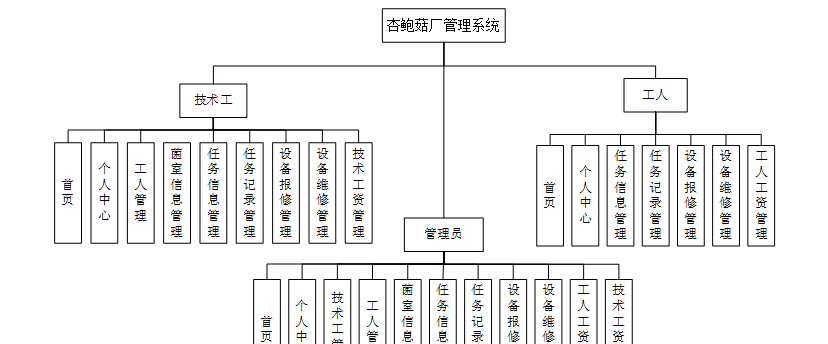 杏鲍菇厂管理系统
技术工
工人
首页
个人中心
工人管理
菌室信息管理
任务信息管理
任务记录管理
设备报修管理
设备维修管理
技术工资管理
首页
个人中心
任务信息管理
任务记录管理
设备报修管理
设备维修管理
工人工资管理
管理员
首页
个人中
技术工管
工人管
菌室信息
任务信息
任务记录
设备报修
设备维修
工人工资
技术工资